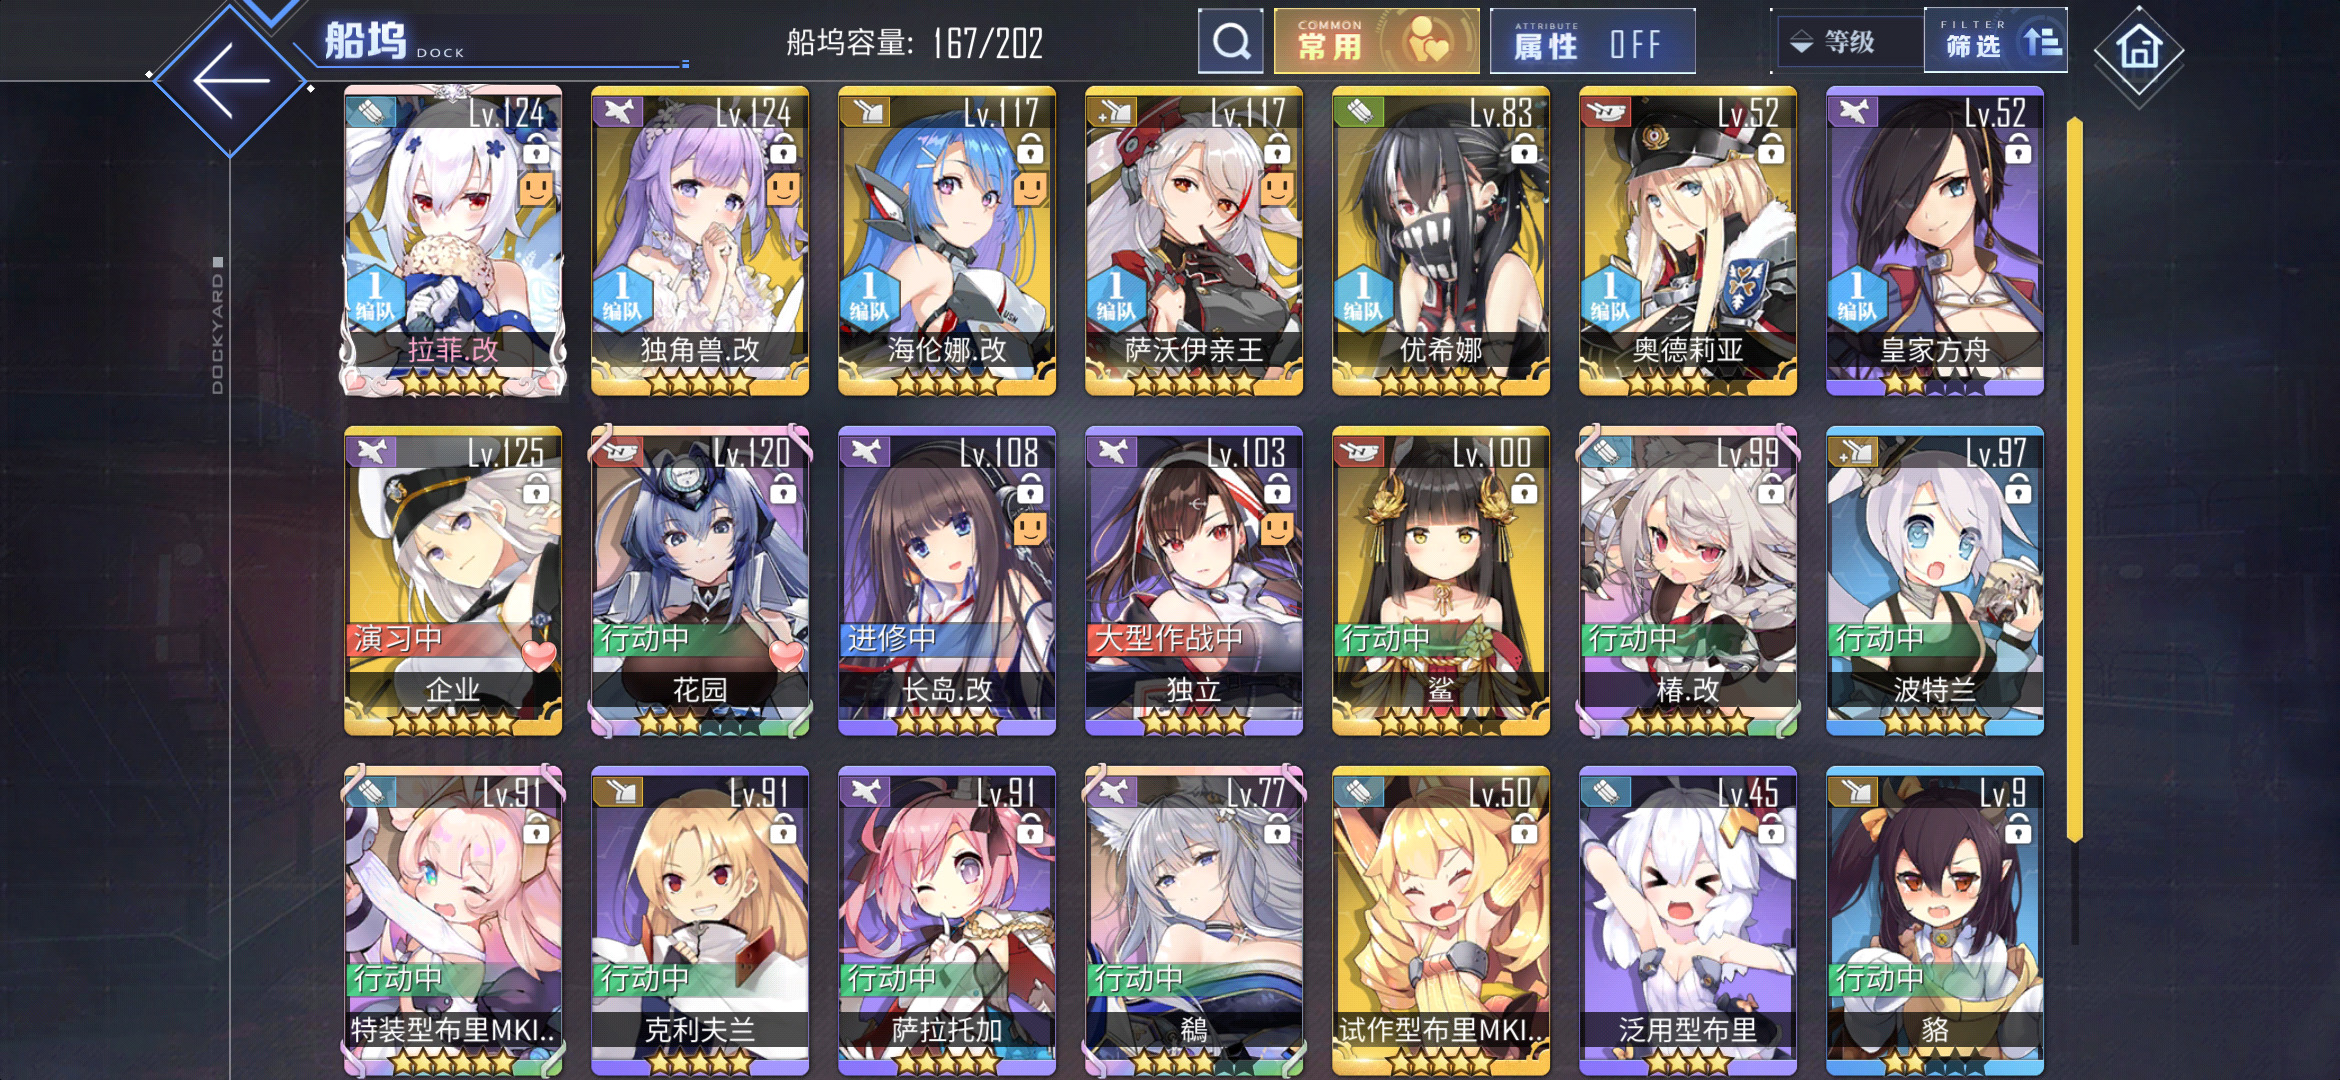 船坞 DOCK
船坞容量: 167/202
COMMON
常用
ATTRIBUTE
属性 OFF
等级
FILTER
筛选
DOCKYARD
Lv.124
1
编队
拉菲.改
Lv.124
1
编队
独角兽.改
Lv.117
1
编队
海伦娜.改
USN
Lv.117
1
编队
萨沃伊亲王
Lv.83
1
编队
优希娜
Lv.52
1
编队
奥德莉亚
Lv.52
1
编队
皇家方舟
Lv.125
演习中
企业
Lv.120
行动中
花园
Lv.108
进修中
长岛.改
Lv.103
大型作战中
独立
Lv.100
行动中
鲨
Lv.99
行动中
椿.改
Lv.97
行动中
波特兰
Lv.91
行动中
特装型布里MKI..
Lv.91
行动中
克利夫兰
Lv.91
行动中
萨拉托加
Lv.77
行动中
鹬
Lv.50
试作型布里MKI..
Lv.45
泛用型布里
Lv.9
行动中
貉